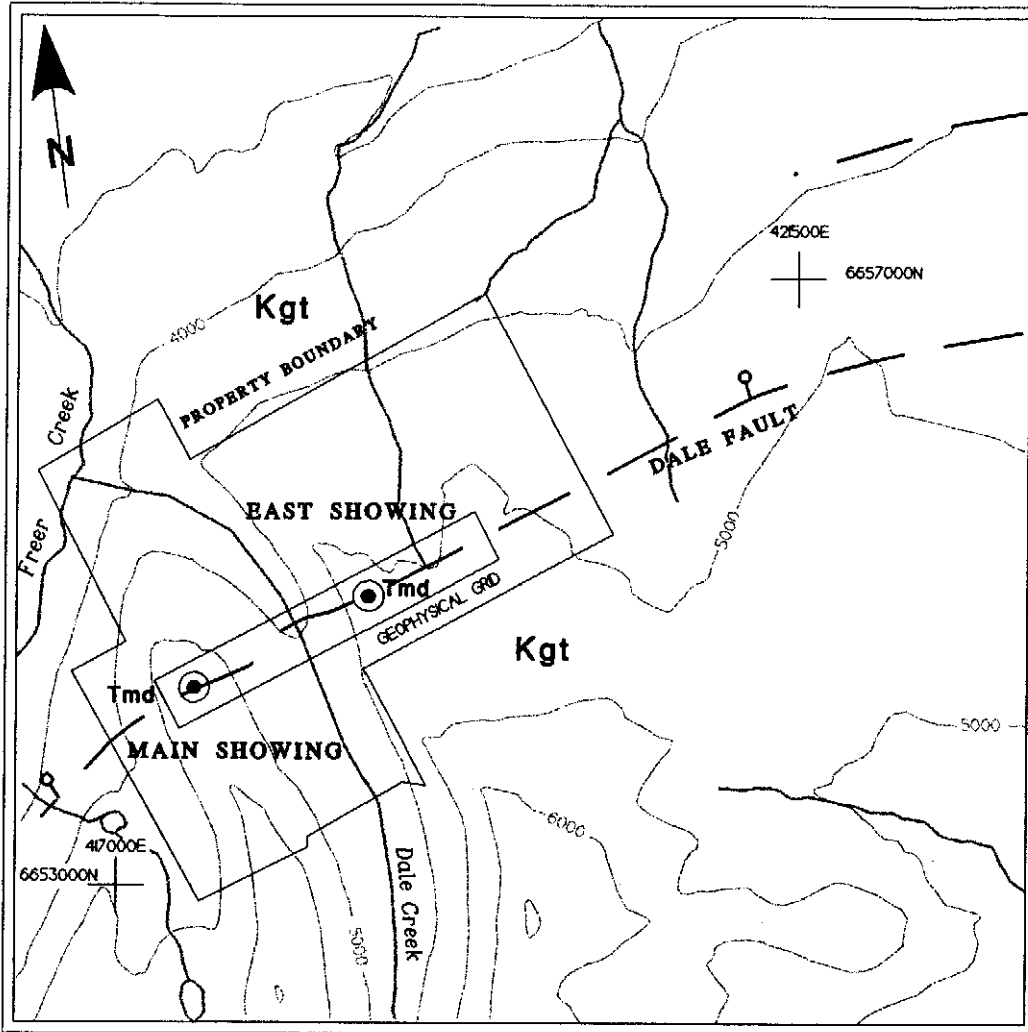 N
421500E
6657000N
Kgt
4000
PROPERTY BOUNDARY
Creek
Freer
DALE FAULT
EAST SHOWING
5000
Tmd
GEOPHYSICAL GRID
Kgt
Tmd
MAIN SHOWING
5000
6000
417000E
6653000N
Dale Creek
5000